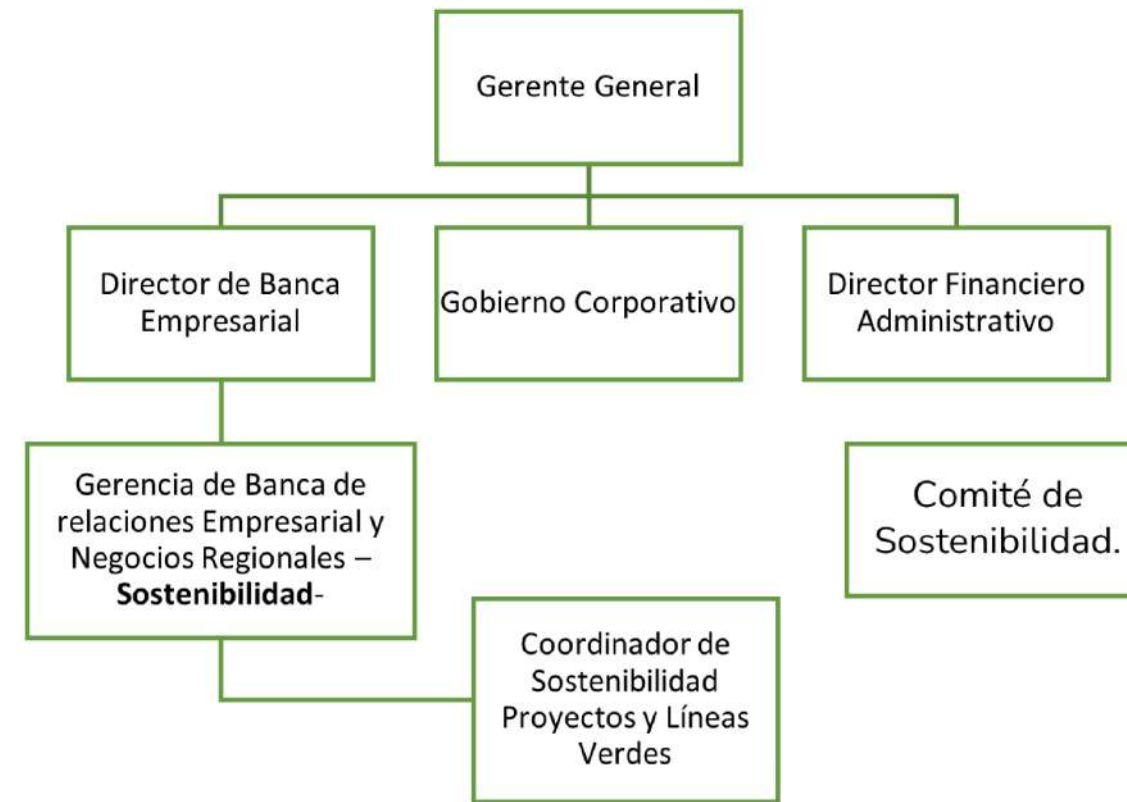 Gerente General
Director de Banca
Empresarial
Gobierno Corporativo
Director Financiero
Administrativo
Gerencia de Banca de
relaciones Empresarial y
Negocios Regionales –
Sostenibilidad-
Comité de
Sostenibilidad.
Coordinador de
Sostenibilidad
Proyectos y Líneas
Verdes